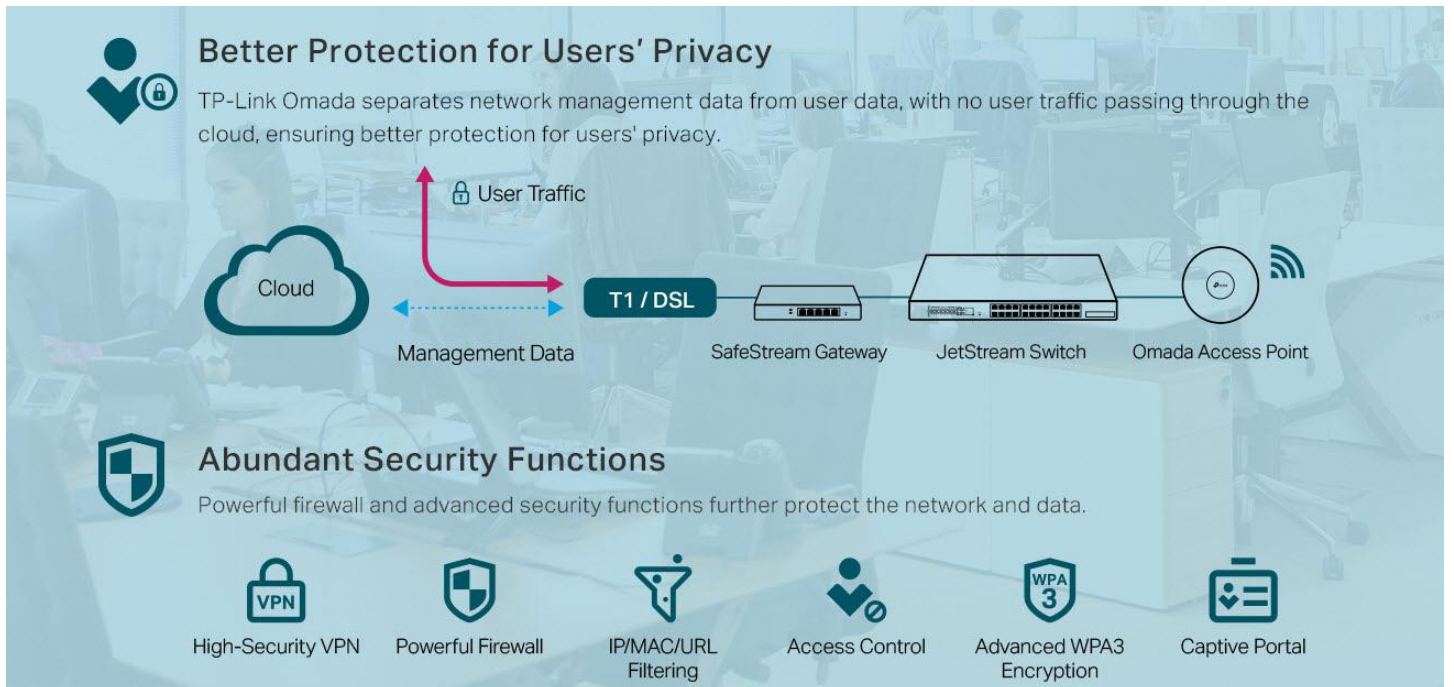 Better Protection for Users' Privacy
TP-Link Omada separates network management data from user data, with no user traffic passing through the
cloud, ensuring better protection for users' privacy.
User Traffic
Cloud
T1 / DSL
Management Data
SafeStream Gateway
JetStream Switch
Omada Access Point
Abundant Security Functions
Powerful firewall and advanced security functions further protect the network and data.
VPN
WPA
3
High-Security VPN
Powerful Firewall
IP/MAC/URL
Filtering
Access Control
Advanced WPA3
Encryption
Captive Portal